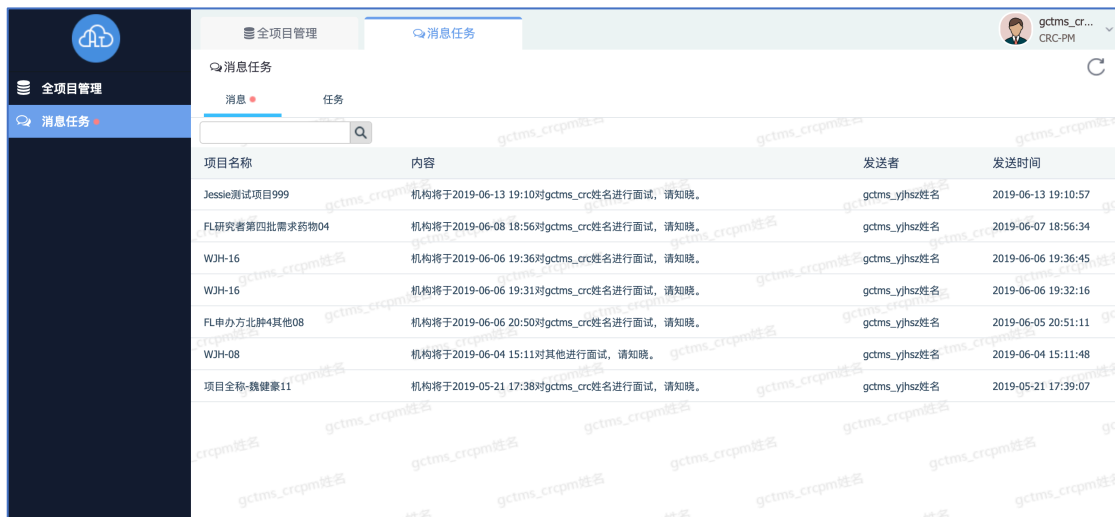 全项目管理
消息任务
gctms_cr...
CRC-PM
全项目管理
消息任务
消息任务
消息
任务
项目名称 内容 发送者 发送时间
Jessie测试项目999 机构将于2019-06-13 19:10对gctms_crc姓名进行面试，请知晓。 gctms_yjhsz姓名 2019-06-13 19:10:57
FL研究者第四批需求药物04 机构将于2019-06-08 18:56对gctms_crc姓名进行面试，请知晓。 gctms_yjhsz姓名 2019-06-07 18:56:34
WJH-16 机构将于2019-06-06 19:36对gctms_crc姓名进行面试，请知晓。 gctms_yjhsz姓名 2019-06-06 19:36:45
WJH-16 机构将于2019-06-06 19:31对gctms_crc姓名进行面试，请知晓。 gctms_yjhsz姓名 2019-06-06 19:32:16
FL申办方北肿4其他08 机构将于2019-06-06 20:50对gctms_crc姓名进行面试，请知晓。 gctms_yjhsz姓名 2019-06-05 20:51:11
WJH-08 机构将于2019-06-04 15:11对其他进行面试，请知晓。 gctms_yjhsz姓名 2019-06-04 15:11:48
项目全称-魏健豪11 机构将于2019-05-21 17:38对gctms_crc姓名进行面试，请知晓。 gctms_yjhsz姓名 2019-05-21 17:39:07
gctms_crcpm姓名